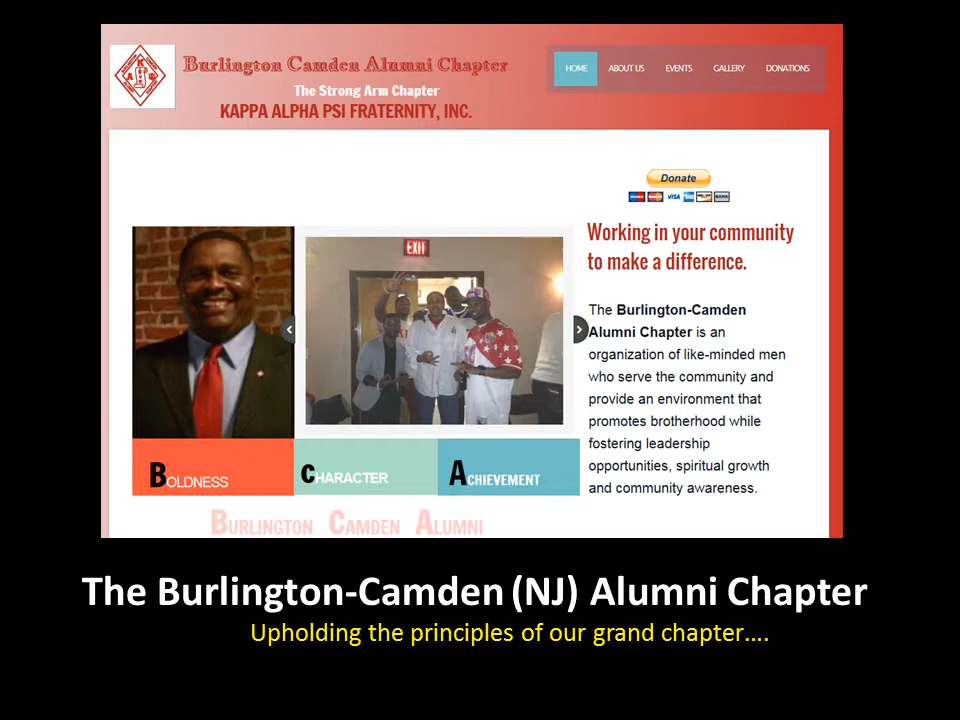 Burlington Camden Alumni Chapter
The Strong Arm Chapter
KAPPA ALPHA PSI FRATERNITY, INC.
HOME ABOUT US EVENTS GALLERY DONATIONS
Donate
VISA
Working in your community
to make a difference.
EXIT
The Burlington-Camden
Alumni Chapter is an
organization of like-minded men
who serve the community and
provide an environment that
promotes brotherhood while
fostering leadership
opportunities, spiritual growth
and community awareness.
BOLDNESS CHARACTER ACHIEVEMENT
BURLINGTON CAMDEN ALUMNI
The Burlington-Camden (NJ) Alumni Chapter
Upholding the principles of our grand chapter....